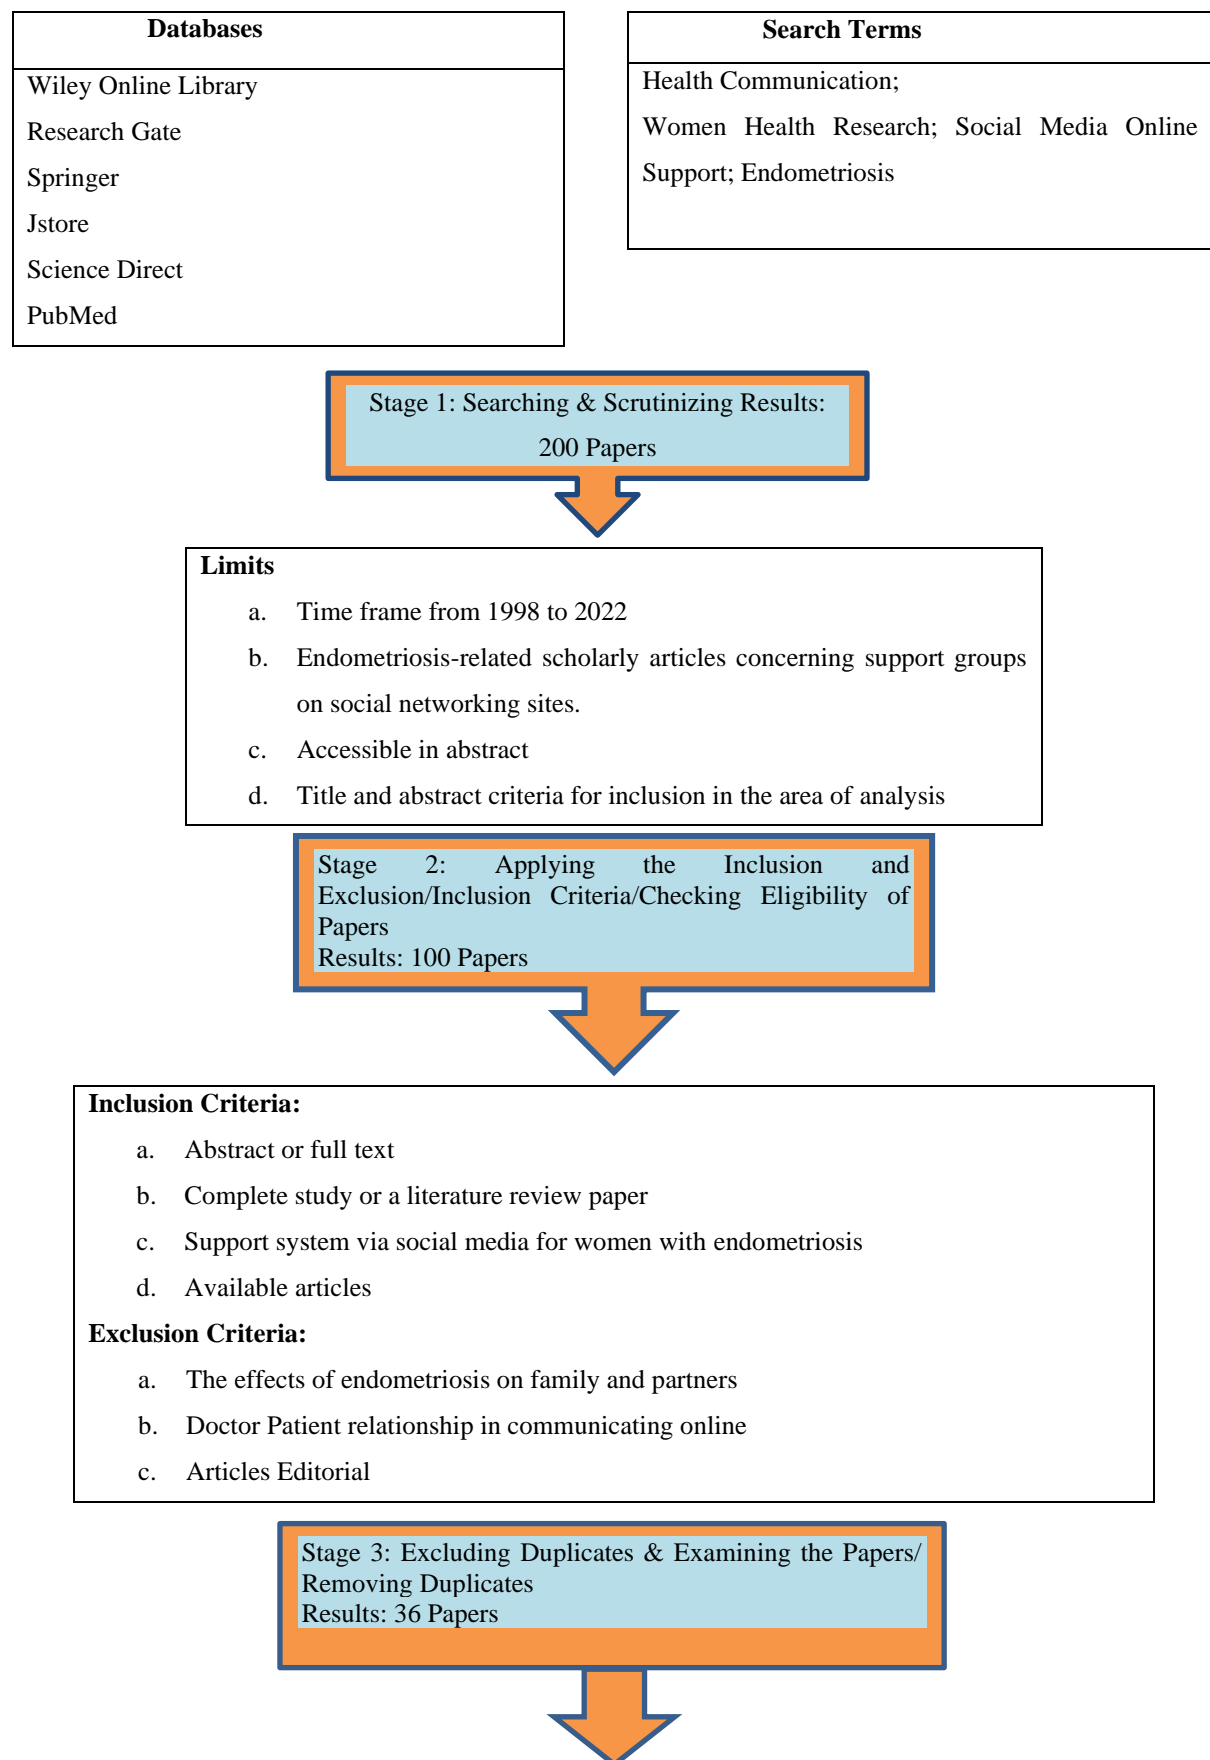 Databases
Wiley Online Library
Research Gate
Springer
Jstore
Science Direct
PubMed
Search Terms
Health Communication;
Women Health Research; Social Media Online
Support; Endometriosis
Stage 1: Searching & Scrutinizing Results:
200 Papers
Limits
a. Time frame from 1998 to 2022
b. Endometriosis-related scholarly articles concerning support groups
on social networking sites.
c. Accessible in abstract
d. Title and abstract criteria for inclusion in the area of analysis
Stage 2: Applying the Inclusion and
Exclusion/Inclusion Criteria/Checking Eligibility of
Papers
Results: 100 Papers
Inclusion Criteria:
a. Abstract or full text
b. Complete study or a literature review paper
c. Support system via social media for women with endometriosis
d. Available articles
Exclusion Criteria:
a. The effects of endometriosis on family and partners
b. Doctor Patient relationship in communicating online
c. Articles Editorial
Stage 3: Excluding Duplicates & Examining the Papers/
Removing Duplicates
Results: 36 Papers